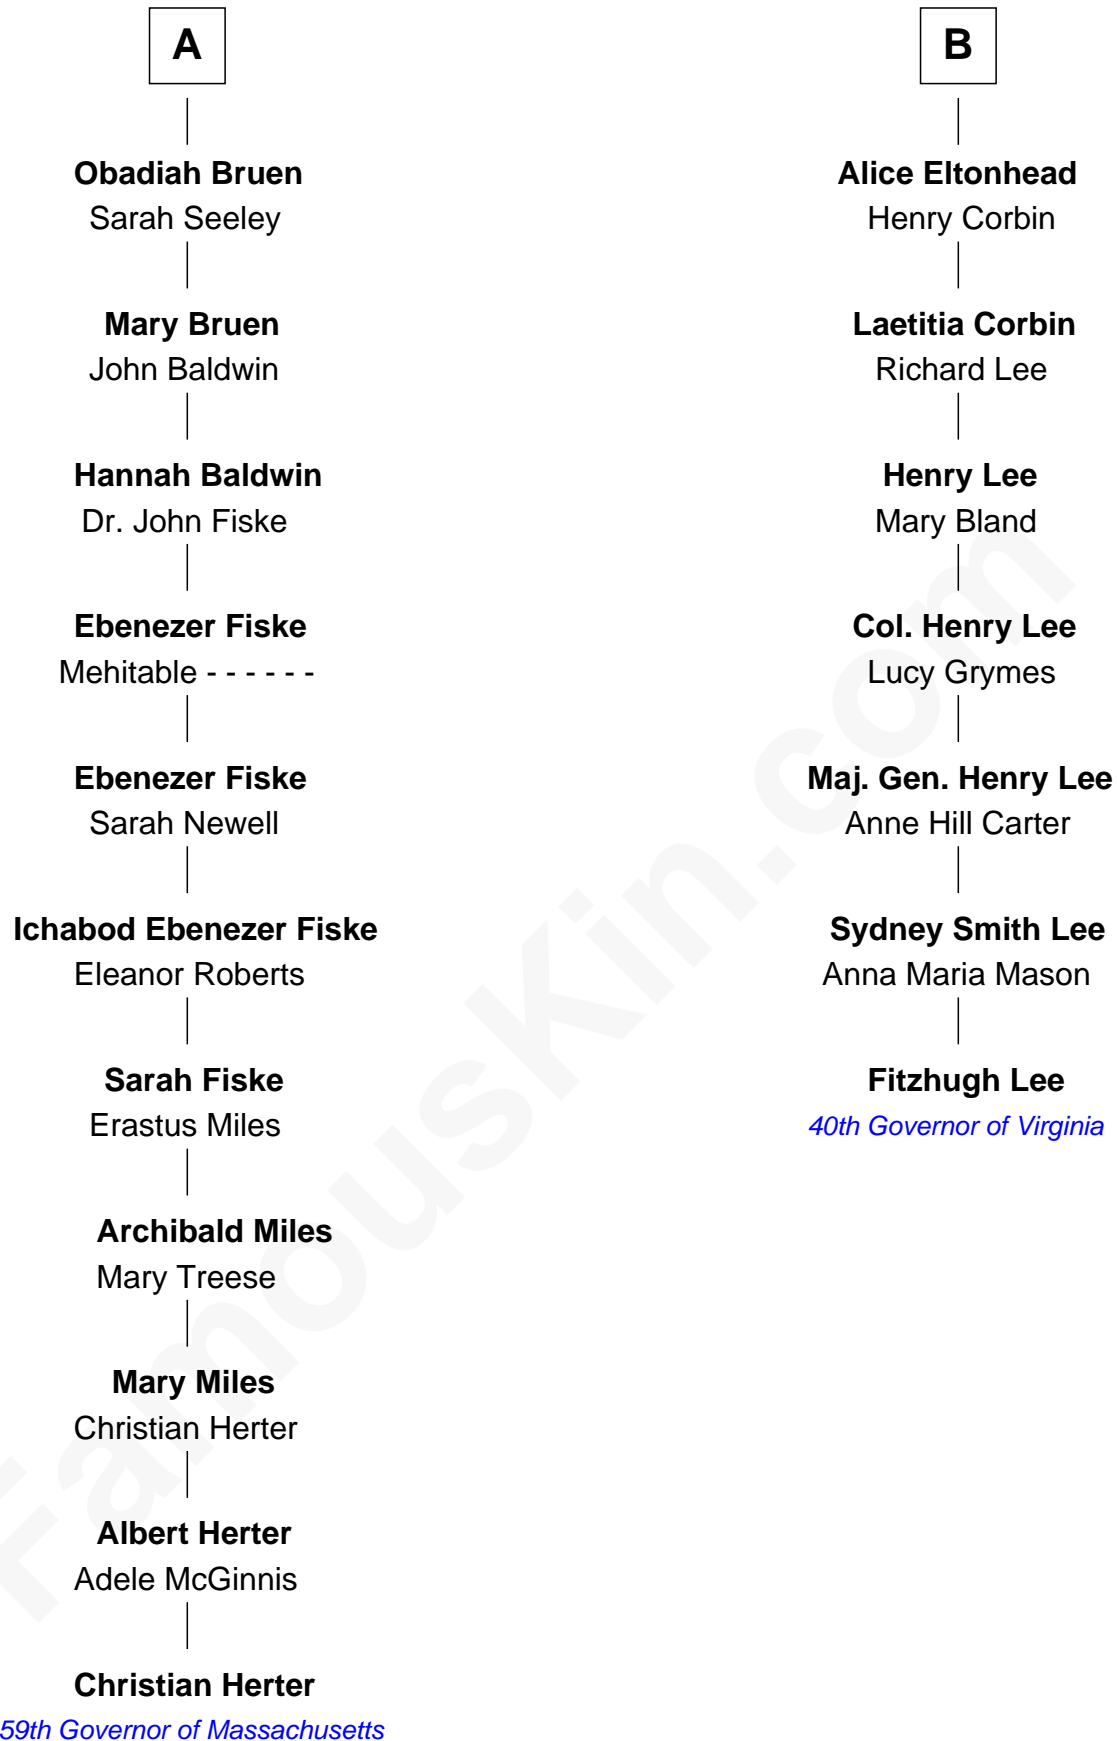 A
Obadiah Bruen
Sarah Seeley
Mary Bruen
John Baldwin
Hannah Baldwin
Dr. John Fiske
Ebenezer Fiske
Mehitable - - - - - -
Ebenezer Fiske
Sarah Newell
Ichabod Ebenezer Fiske
Eleanor Roberts
Sarah Fiske
Erastus Miles
Archibald Miles
Mary Treese
Mary Miles
Christian Herter
Albert Herter
Adele McGinnis
Christian Herter
59th Governor of Massachusetts
B
Alice Eltonhead
Henry Corbin
Laetitia Corbin
Richard Lee
Henry Lee
Mary Bland
Col. Henry Lee
Lucy Grymes
Maj. Gen. Henry Lee
Anne Hill Carter
Sydney Smith Lee
Anna Maria Mason
Fitzhugh Lee
40th Governor of Virginia
FamousKin.com